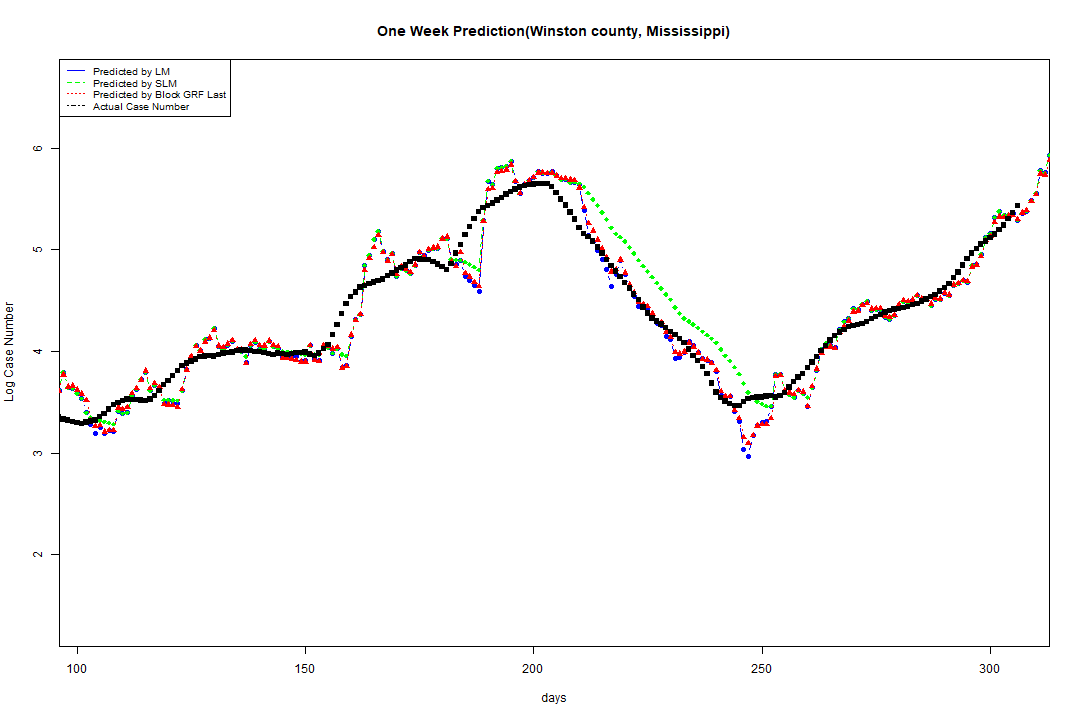 One Week Prediction(Winston county, Mississippi)
Predicted by LM
Predicted by SLM
Predicted by Block GRF Last
Actual Case Number
6
5
4
3
2
Log Case Number
100 150 200 250 300
days